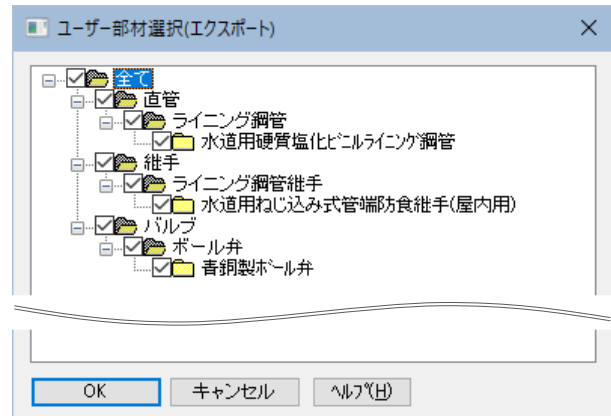 ユーザー部材選択(エクスポート)
全て
直管
ライニング鋼管
水道用硬質塩化ﾋﾞﾆﾙﾗｲﾆﾝｸﾞ鋼管
継手
ライニング鋼管継手
水道用ねじ込み式管端防食継手(屋内用)
バルブ
ボール弁
青銅製ﾎﾞｰﾙ弁
OK
キャンセル
ﾍﾙﾌﾟ(H)